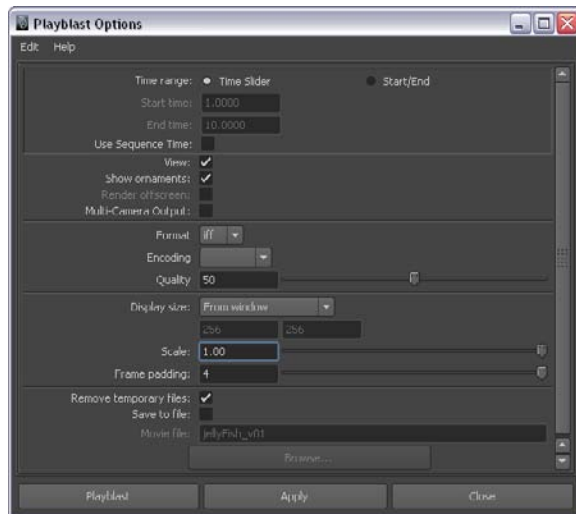 Playblast Options
Edit Help
Time range: Time Slider Start/End
Start time: 1.0000
End time: 10.0000
Use Sequence Time:
View:
Show ornaments:
Render offscreen:
Multi-Camera Output:
Format iff
Encoding
Quality 50
Display size: From window
256 256
Scale: 1.00
Frame padding: 4
Remove temporary files:
Save to file:
Movie file: jellyFish_v01
Browse...
Playblast Apply Close